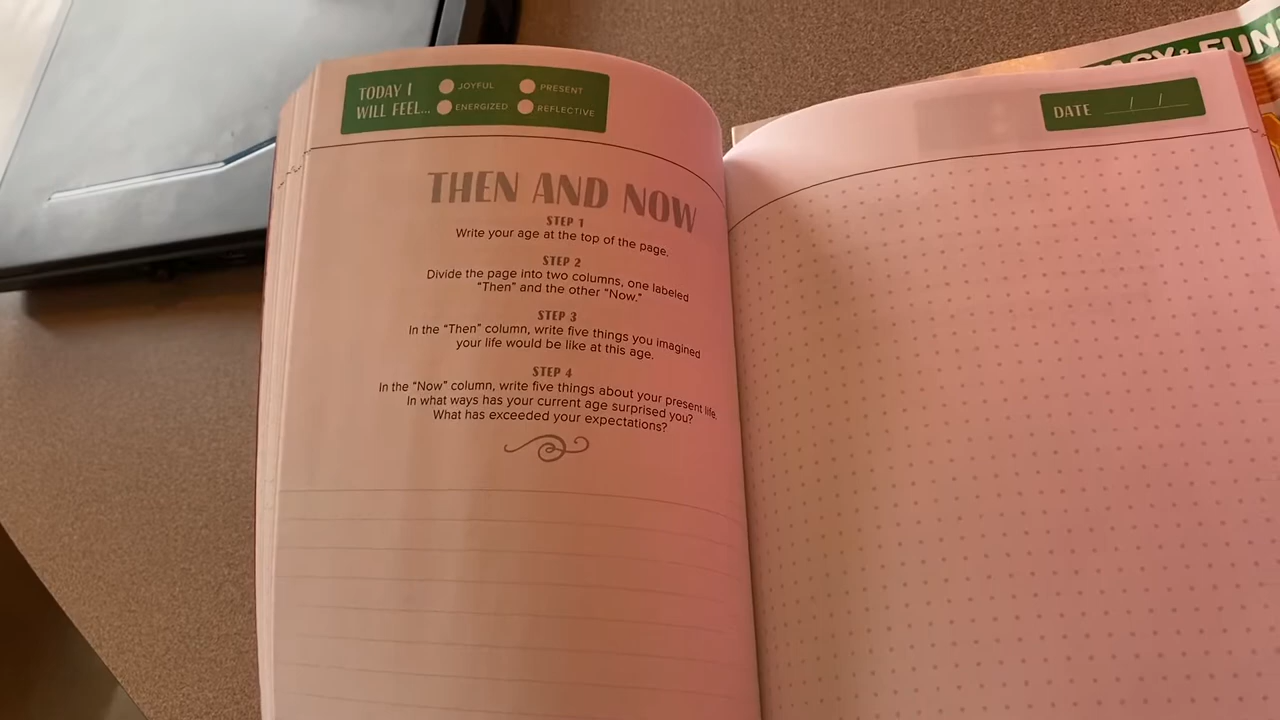 TODAY I
WILL FEEL...
JOYFUL
PRESENT
ENERGIZED
REFLECTIVE
THEN AND NOW
STEP 1
Write your age at the top of the page.
STEP 2
Divide the page into two columns, one labeled
"Then" and the other "Now."
STEP 3
In the "Then" column, write five things you imagined
your life would be like at this age.
STEP 4
In the "Now" column, write five things about your present life.
In what ways has your current age surprised you?
What has exceeded your expectations?
DATE / /
& FUN